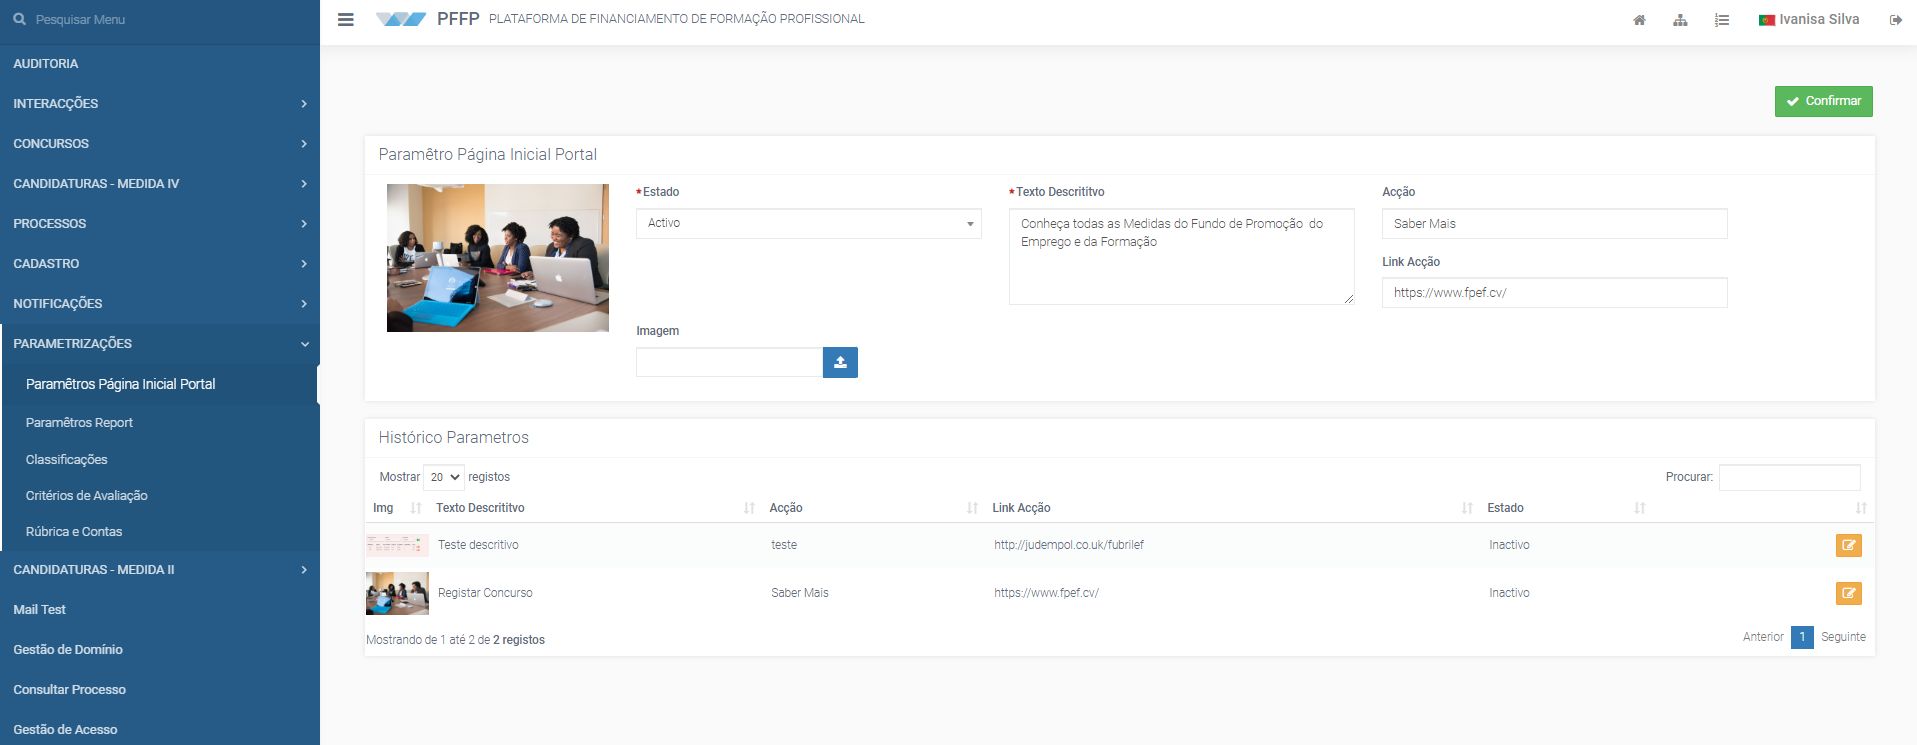 Pesquisar Menu
PFFP PLATAFORMA DE FINANCIAMENTO DE FORMAÇÃO PROFISSIONAL
Ivanisa Silva
AUDITORIA
INTERACÇÕES
CONCURSOS
CANDIDATURAS - MEDIDA IV
PROCESSOS
CADASTRO
NOTIFICAÇÕES
PARAMETRIZAÇÕES
Paramêtros Página Inicial Portal
Paramêtros Report
Classificações
Critérios de Avaliação
Rúbrica e Contas
CANDIDATURAS - MEDIDA II
Mail Test
Gestão de Domínio
Consultar Processo
Gestão de Acesso
Confirmar
Paramêtro Página Inicial Portal
*Estado
Activo
*Texto Descrititvo
Conheça todas as Medidas do Fundo de Promoção do
Emprego e da Formação
Acção
Saber Mais
Link Acção
https://www.fpef.cv/
Imagem
Histórico Parametros
Mostrar 20 registos
Procurar:
Img Texto Descrititvo Acção Link Acção Estado
Teste descritivo teste http://judempol.co.uk/fubrilef Inactivo
Registar Concurso Saber Mais https://www.fpef.cv/ Inactivo
Mostrando de 1 até 2 de 2 registos
Anterior 1 Seguinte